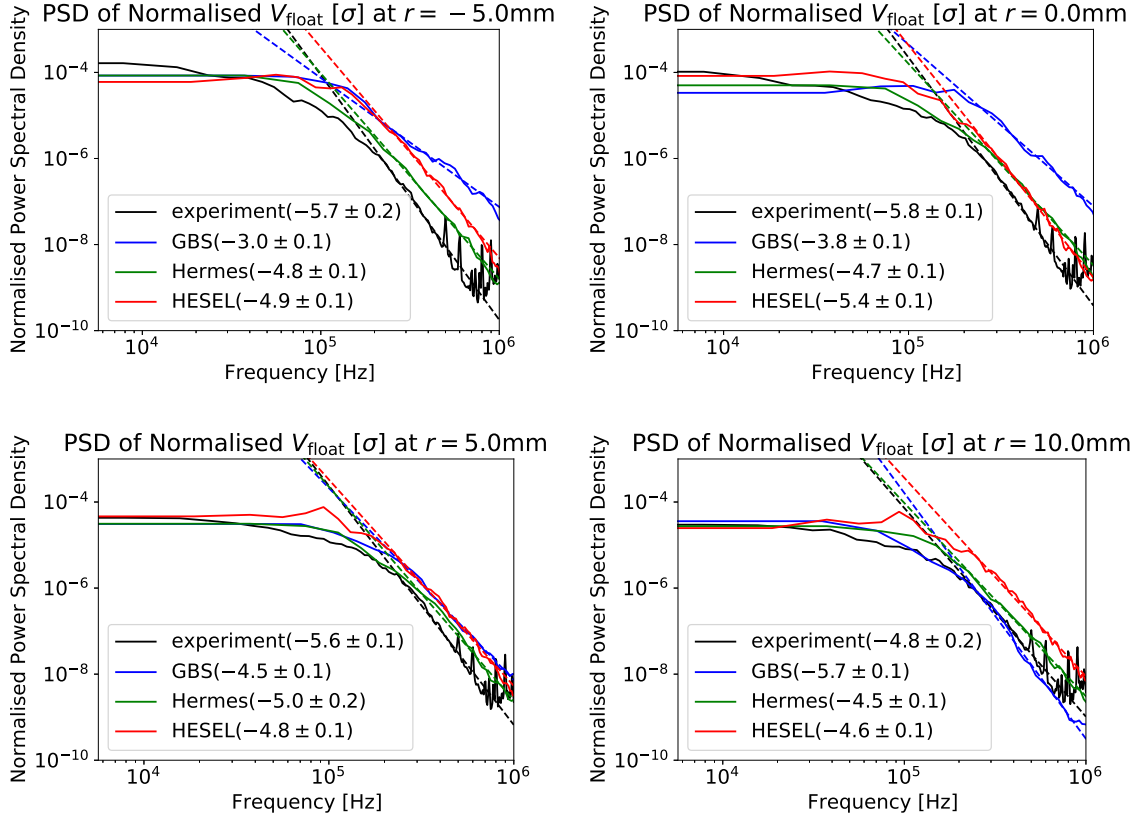 PSD of Normalised V_float [σ] at r = −5.0mm
Normalised Power Spectral Density
10^−4
10^−6
10^−8
10^−10
experiment(−5.7 ± 0.2)
GBS(−3.0 ± 0.1)
Hermes(−4.8 ± 0.1)
HESEL(−4.9 ± 0.1)
10^4 10^5 10^6
Frequency [Hz]
PSD of Normalised V_float [σ] at r = 0.0mm
Normalised Power Spectral Density
10^−4
10^−6
10^−8
10^−10
experiment(−5.8 ± 0.1)
GBS(−3.8 ± 0.1)
Hermes(−4.7 ± 0.1)
HESEL(−5.4 ± 0.1)
10^4 10^5 10^6
Frequency [Hz]
PSD of Normalised V_float [σ] at r = 5.0mm
Normalised Power Spectral Density
10^−4
10^−6
10^−8
10^−10
experiment(−5.6 ± 0.1)
GBS(−4.5 ± 0.1)
Hermes(−5.0 ± 0.2)
HESEL(−4.8 ± 0.1)
10^4 10^5 10^6
Frequency [Hz]
PSD of Normalised V_float [σ] at r = 10.0mm
Normalised Power Spectral Density
10^−4
10^−6
10^−8
10^−10
experiment(−4.8 ± 0.2)
GBS(−5.7 ± 0.1)
Hermes(−4.5 ± 0.1)
HESEL(−4.6 ± 0.1)
10^4 10^5 10^6
Frequency [Hz]